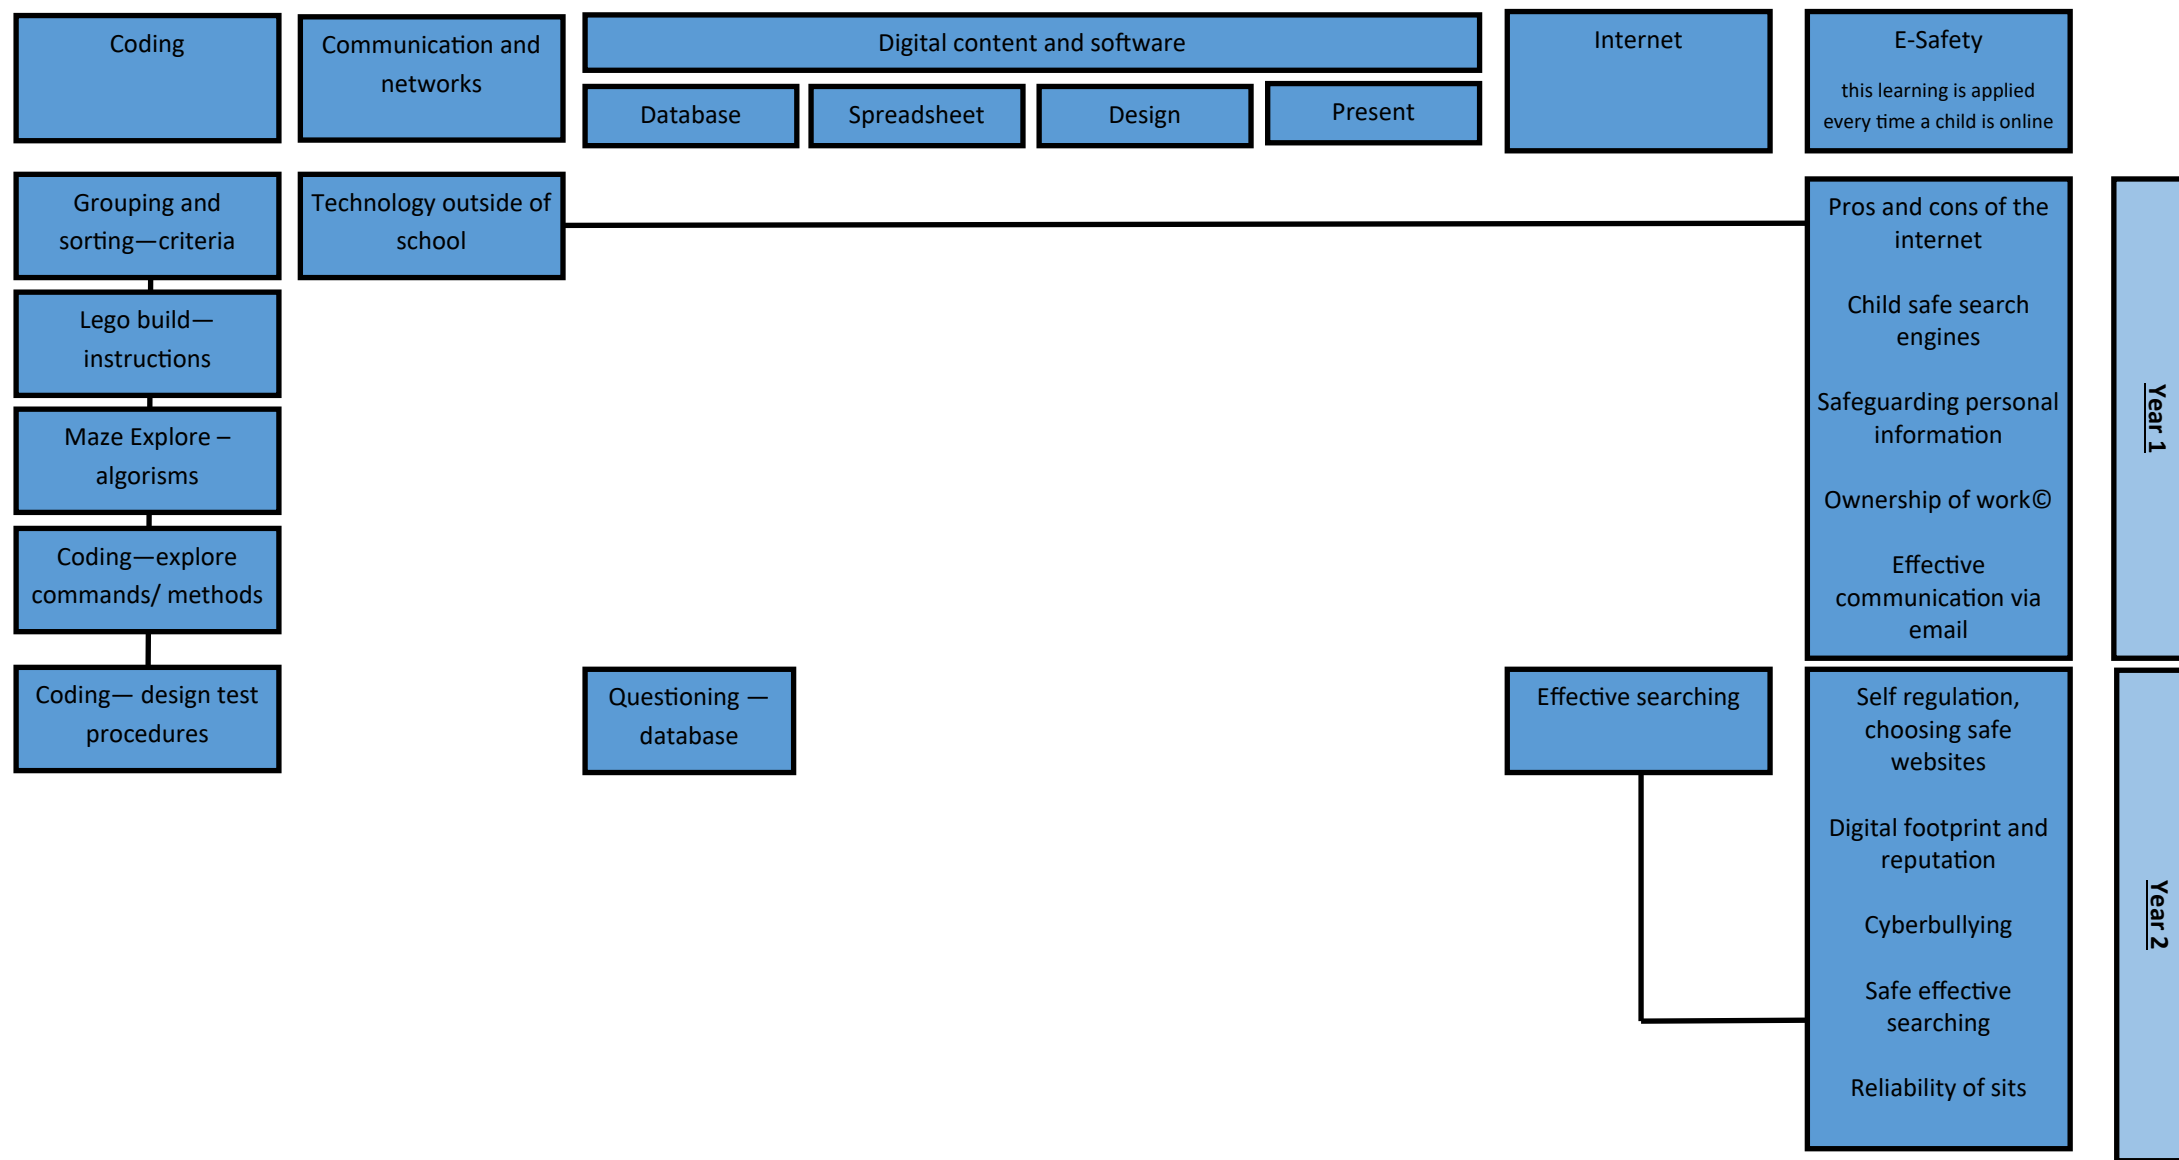 Coding
Communication and
networks
Digital content and software
Database
Spreadsheet
Design
Present
Internet
E-Safety
this learning is applied
every time a child is online
Grouping and
sorting—criteria
Technology outside of
school
Lego build—
instructions
Maze Explore –
algorisms
Coding—explore
commands/ methods
Pros and cons of the
internet
Child safe search
engines
Safeguarding personal
information
Ownership of work©
Effective
communication via
email
Year 1
Coding— design test
procedures
Questioning —
database
Effective searching
Self regulation,
choosing safe
websites
Digital footprint and
reputation
Cyberbullying
Safe effective
searching
Reliability of sits
Year 2